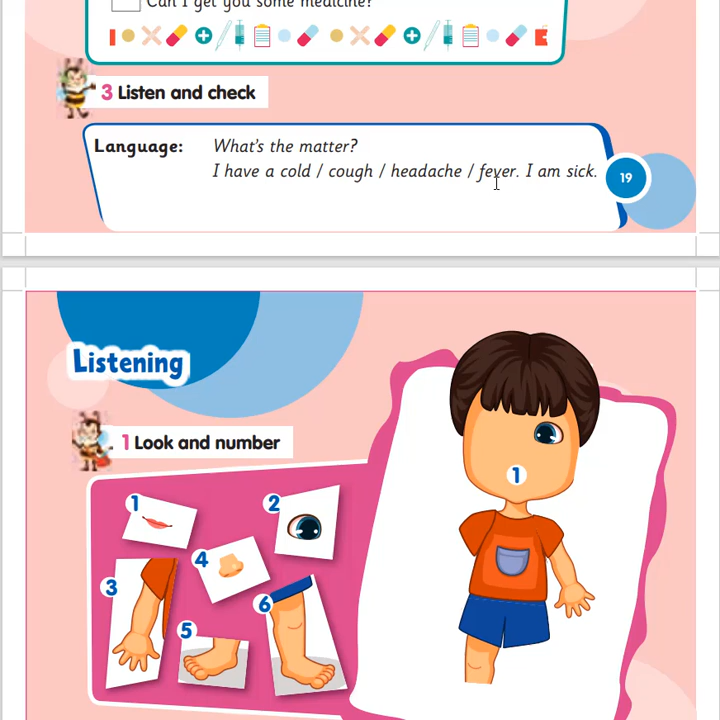 Can I get you some medicine?
3 Listen and check
Language: What's the matter?
I have a cold / cough / headache / fever. I am sick.
19
Listening
1 Look and number
1
2
3
4
5
6
1